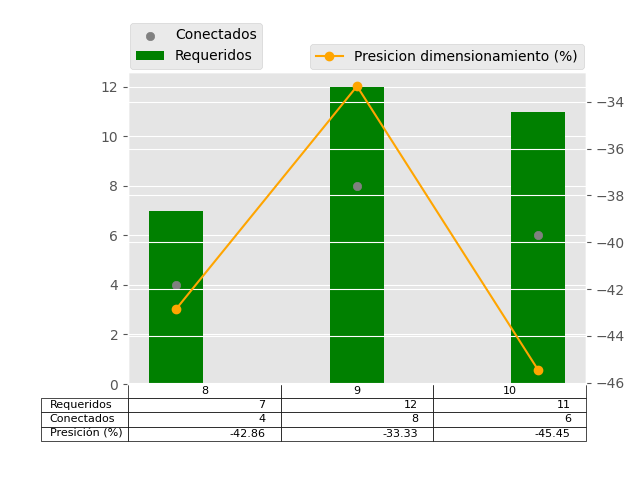 Conectados
Requeridos
Presicion dimensionamiento (%)
12
10
8
6
4
2
0
−34
−36
−38
−40
−42
−44
−46
8 9 10
Requeridos 7 12 11
Conectados 4 8 6
Presición (%) -42.86 -33.33 -45.45